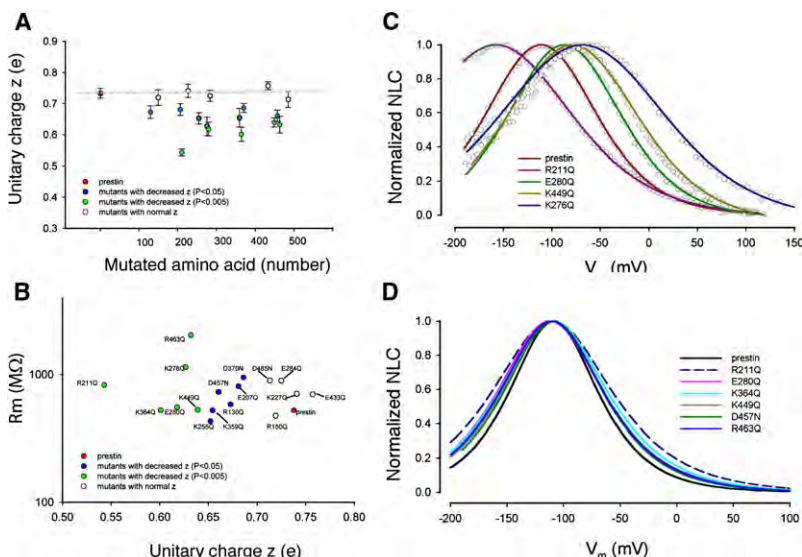 A
Unitary charge z (e)
0.9
0.8
0.7
0.6
0.5
0.4
0.3
prestin
mutants with decreased z (P<0.05)
mutants with decreased z (P<0.005)
mutants with normal z
100 200 300 400 500
Mutated amino acid (number)
B
Rm (MΩ)
1000
100
R463Q
K276Q
R211Q
D457N
D370N
D485N
E284Q
K449Q
E207Q
K227Q
E433Q
K364Q
E280Q
R130Q
prestin
K255Q
K359Q
R150Q
prestin
mutants with decreased z (P<0.05)
mutants with decreased z (P<0.005)
mutants with normal z
0.50 0.55 0.60 0.65 0.70 0.75 0.80
Unitary charge z (e)
C
Normalized NLC
1.0
0.8
0.6
0.4
0.2
0.0
prestin
R211Q
E280Q
K449Q
K276Q
-200 -150 -100 -50 0 50 100 150
V (mV)
D
Normalized NLC
1.0
0.8
0.6
0.4
0.2
0.0
prestin
R211Q
E280Q
K364Q
K449Q
D457N
R463Q
-200 -100 0 100
Vm (mV)